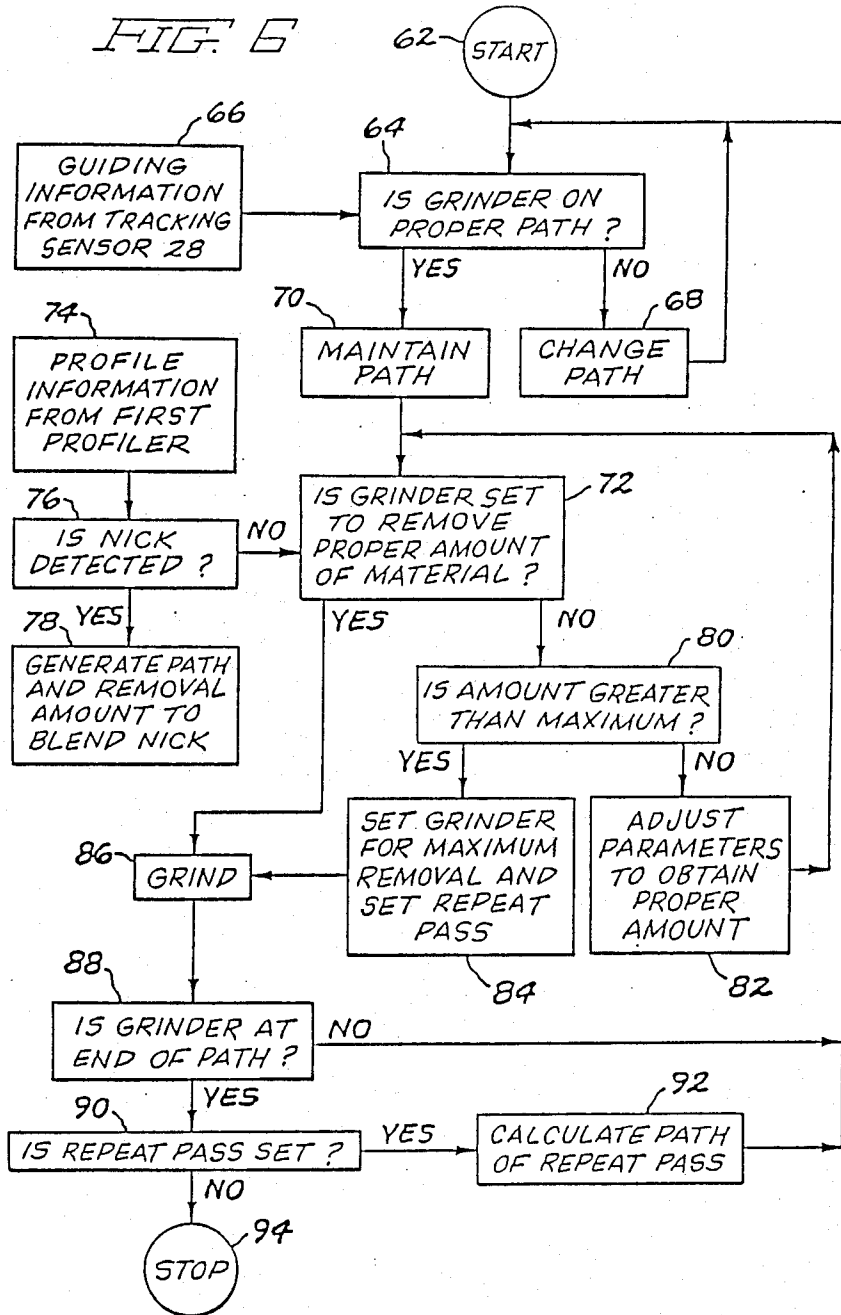 FIG. 6
62
START
66
GUIDING
INFORMATION
FROM TRACKING
SENSOR 28
64
IS GRINDER ON
PROPER PATH ?
YES
NO
70
MAINTAIN
PATH
68
CHANGE
PATH
74
PROFILE
INFORMATION
FROM FIRST
PROFILER
72
IS GRINDER SET
TO REMOVE
PROPER AMOUNT
OF MATERIAL ?
76
IS NICK
DETECTED ?
NO
YES
YES
NO
78
GENERATE PATH
AND REMOVAL
AMOUNT TO
BLEND NICK
80
IS AMOUNT GREATER
THAN MAXIMUM ?
YES
NO
SET GRINDER
FOR MAXIMUM
REMOVAL AND
SET REPEAT
PASS
84
ADJUST
PARAMETERS
TO OBTAIN
PROPER
AMOUNT
82
86
GRIND
88
IS GRINDER AT
END OF PATH ?
NO
YES
90
IS REPEAT PASS SET ?
YES
92
CALCULATE PATH
OF REPEAT PASS
NO
94
STOP